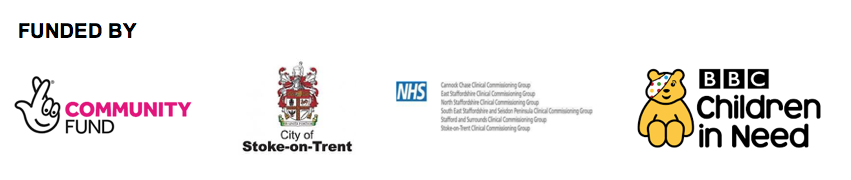 FUNDED BY
COMMUNITY
FUND
City of
Stoke-on-Trent
NHS
Cannock Chase Clinical Commissioning Group
East Staffordshire Clinical Commissioning Group
North Staffordshire Clinical Commissioning Group
South East Staffordshire and Seisdon Peninsula Clinical Commissioning Group
Stafford and Surrounds Clinical Commissioning Group
Stoke-on-Trent Clinical Commissioning Group
BBC
Children
in Need